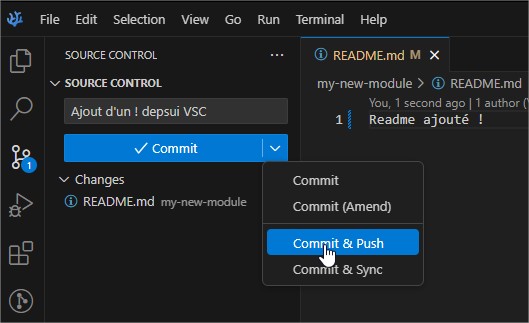 File Edit Selection View Go Run Terminal Help
SOURCE CONTROL ...
SOURCE CONTROL
Ajout d'un ! depsui VSC
Commit
Changes
README.md my-new-module
1
Commit
Commit (Amend)
Commit & Push
Commit & Sync
README.md M
my-new-module > README.md
You, 1 second ago | 1 author (
1 Readme ajouté !